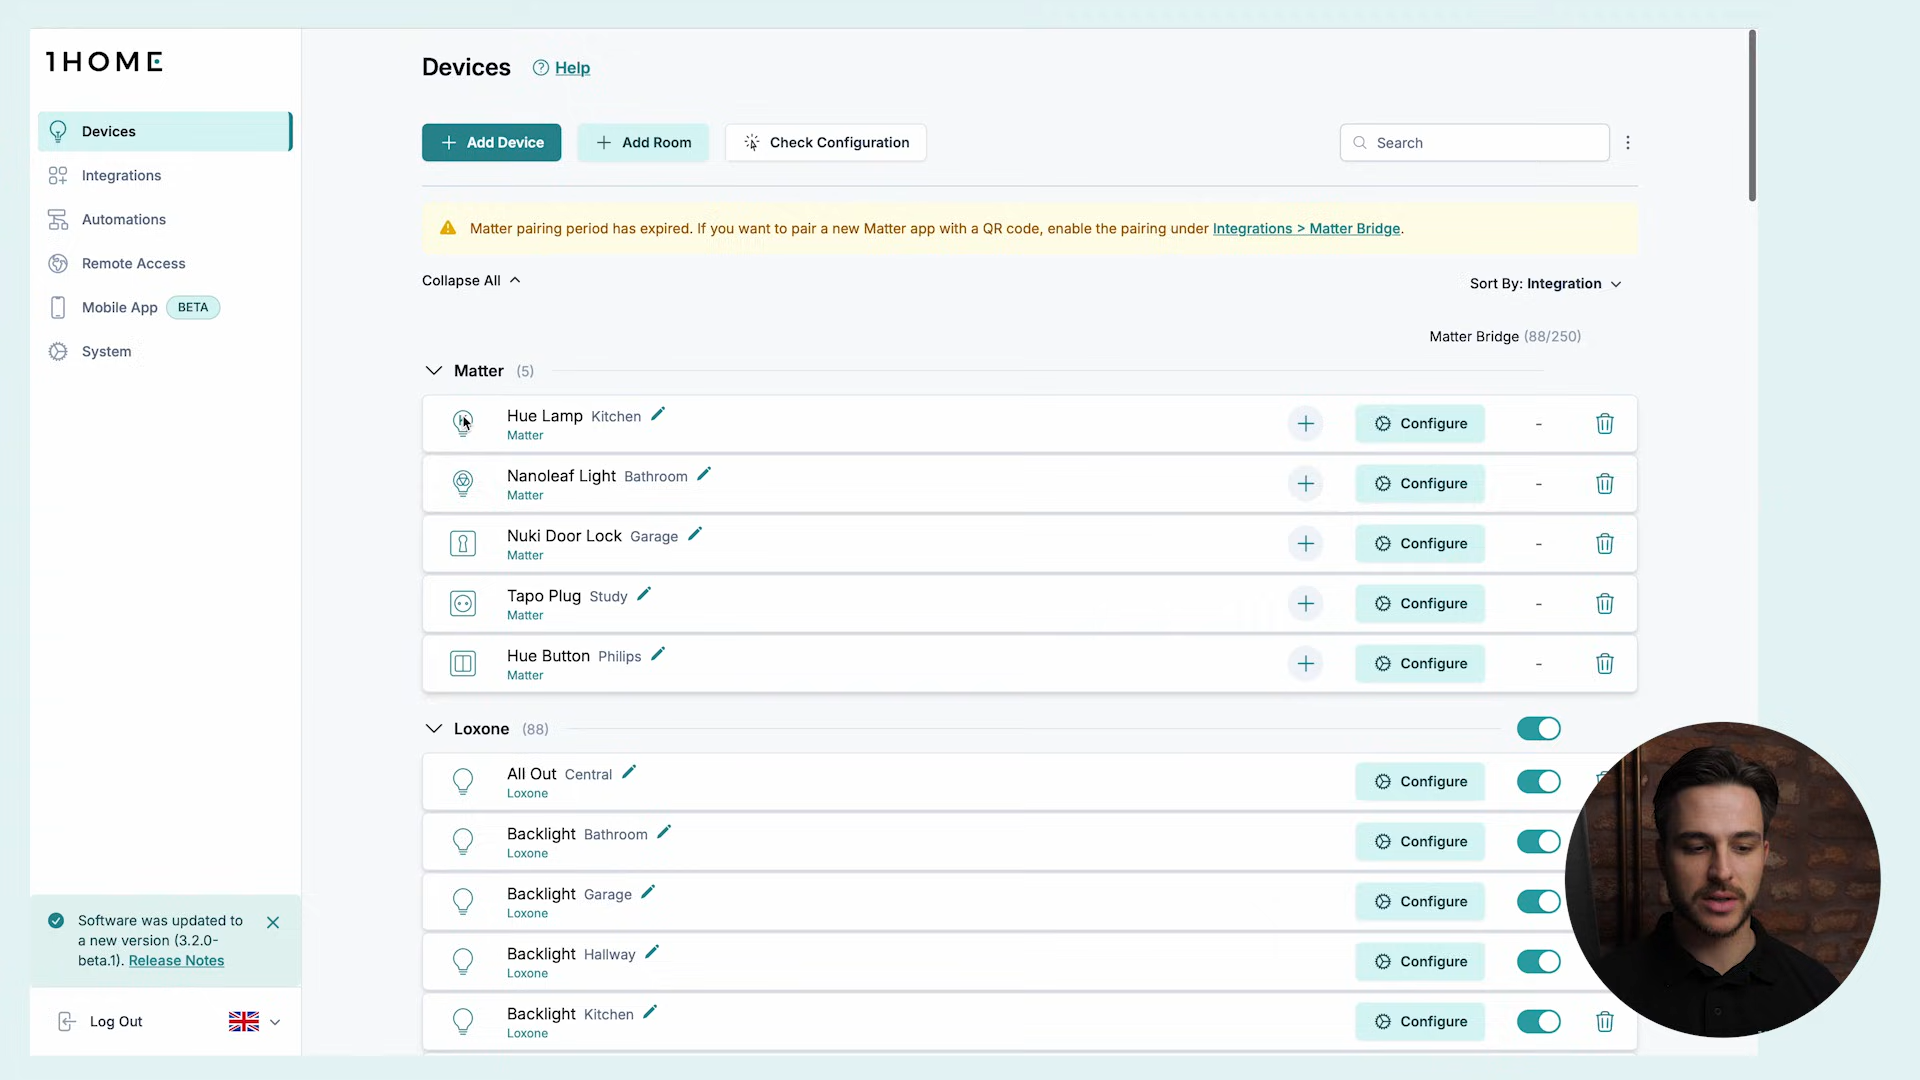 1HOME
Devices
Integrations
Automations
Remote Access
Mobile App BETA
System
Software was updated to
a new version (3.2.0-
beta.1). Release Notes
Log Out
Devices
Help
Add Device
Add Room
Check Configuration
Search
Matter pairing period has expired. If you want to pair a new Matter app with a QR code, enable the pairing under Integrations > Matter Bridge.
Collapse All
Sort By: Integration
Matter Bridge (88/250)
Matter (5)
Hue Lamp Kitchen
Matter
Configure -
Nanoleaf Light Bathroom
Matter
Configure -
Nuki Door Lock Garage
Matter
Configure -
Tapo Plug Study
Matter
Configure -
Hue Button Philips
Matter
Configure -
Loxone (88)
All Out Central
Loxone
Configure
Backlight Bathroom
Loxone
Configure
Backlight Garage
Loxone
Configure
Backlight Hallway
Loxone
Configure
Backlight Kitchen
Loxone
Configure